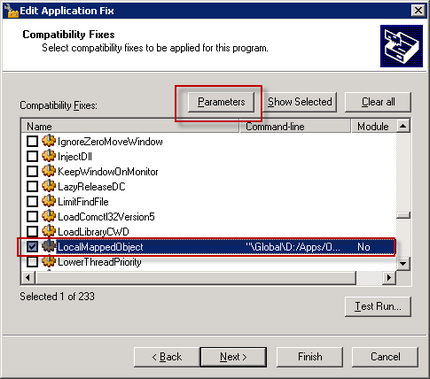 Edit Application Fix
Compatibility Fixes
Select compatibility fixes to be applied for this program.
Compatibility Fixes:
Parameters
Show Selected
Clear all
Name Command-line Module
IgnoreZeroMoveWindow
InjectDll
KeepWindowOnMonitor
LazyReleaseDC
LimitFindFile
LoadComctl32Version5
LoadLibraryCWD
LocalMappedObject "\Global\D:/Apps/O... No
LowerThreadPriority
Selected 1 of 233
Test Run...
< Back
Next >
Finish
Cancel